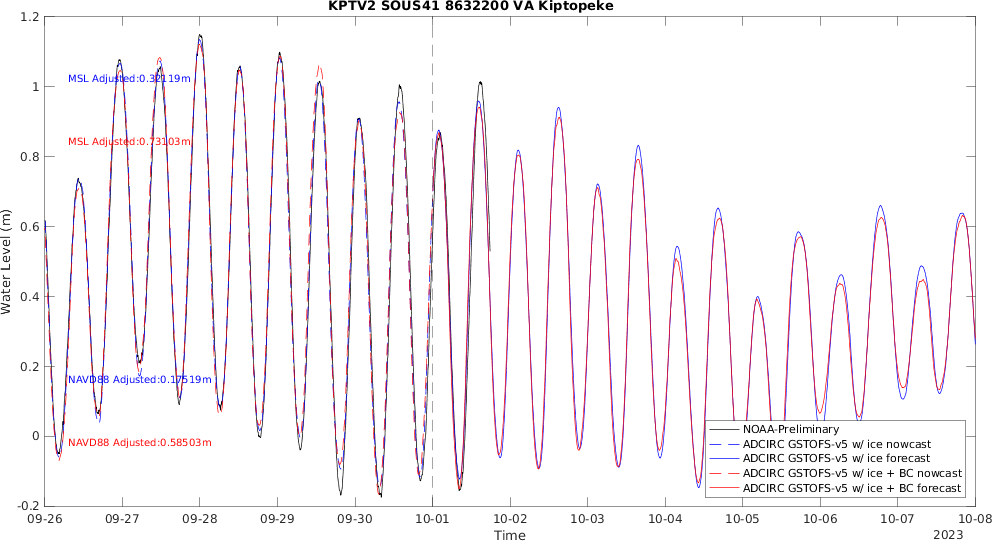 KPTV2 SOUS41 8632200 VA Kiptopeke
1.2
1
0.8
0.6
0.4
0.2
0
-0.2
Water Level (m)
MSL Adjusted:0.32119m
MSL Adjusted:0.73103m
NAVD88 Adjusted:0.17519m
NAVD88 Adjusted:0.58503m
NOAA-Preliminary
ADCIRC GSTOFS-v5 w/ ice nowcast
ADCIRC GSTOFS-v5 w/ ice forecast
ADCIRC GSTOFS-v5 w/ ice + BC nowcast
ADCIRC GSTOFS-v5 w/ ice + BC forecast
09-26 09-27 09-28 09-29 09-30 10-01 10-02 10-03 10-04 10-05 10-06 10-07 10-08
2023
Time